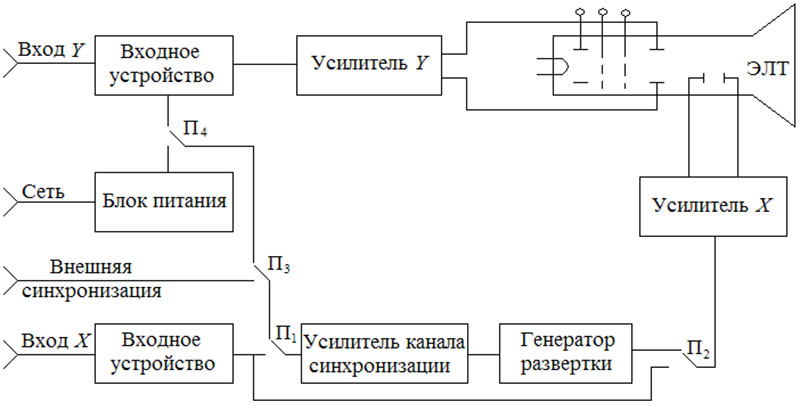 Вход Y
Входное
устройство
Усилитель Y
ЭЛТ
П4
Сеть
Блок питания
Усилитель X
П3
Внешняя
синхронизация
Вход X
Входное
устройство
П1
Усилитель канала
синхронизации
Генератор
развертки
П2